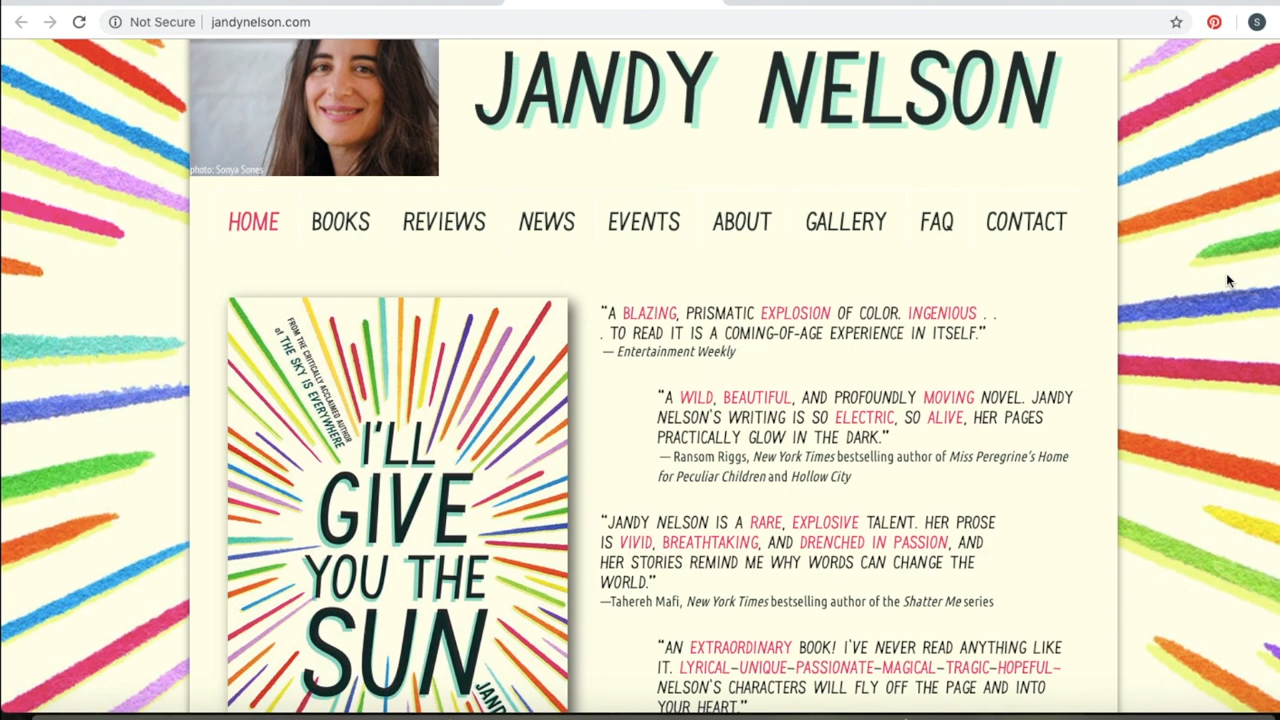 Not Secure
jandynelson.com
S
JANDY NELSON
photo: Sonya Sones
HOME BOOKS REVIEWS NEWS EVENTS ABOUT GALLERY FAQ CONTACT
FROM THE CRITICALLY ACCLAIMED AUTHOR
of THE SKY IS EVERYWHERE
I'LL
GIVE
YOU THE
SUN
JAND
"A BLAZING, PRISMATIC EXPLOSION OF COLOR. INGENIOUS . .
. TO READ IT IS A COMING-OF-AGE EXPERIENCE IN ITSELF."
— Entertainment Weekly
"A WILD, BEAUTIFUL, AND PROFOUNDLY MOVING NOVEL. JANDY
NELSON'S WRITING IS SO ELECTRIC, SO ALIVE, HER PAGES
PRACTICALLY GLOW IN THE DARK."
— Ransom Riggs, New York Times bestselling author of Miss Peregrine's Home
for Peculiar Children and Hollow City
"JANDY NELSON IS A RARE, EXPLOSIVE TALENT. HER PROSE
IS VIVID, BREATHTAKING, AND DRENCHED IN PASSION, AND
HER STORIES REMIND ME WHY WORDS CAN CHANGE THE
WORLD."
—Tahereh Mafi, New York Times bestselling author of the Shatter Me series
"AN EXTRAORDINARY BOOK! I'VE NEVER READ ANYTHING LIKE
IT. LYRICAL–UNIQUE–PASSIONATE–MAGICAL–TRAGIC–HOPEFUL–
NELSON'S CHARACTERS WILL FLY OFF THE PAGE AND INTO
YOUR HEART."